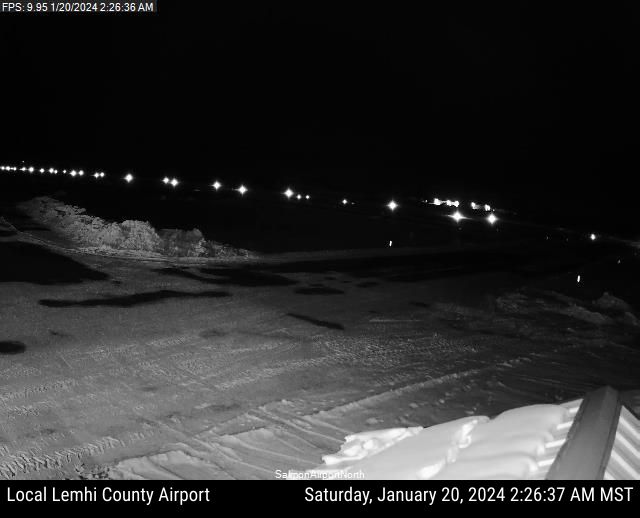 FPS: 9.95 1/20/2024 2:26:36 AM
SalmonAirportNorth
Local Lemhi County Airport Saturday, January 20, 2024 2:26:37 AM MST